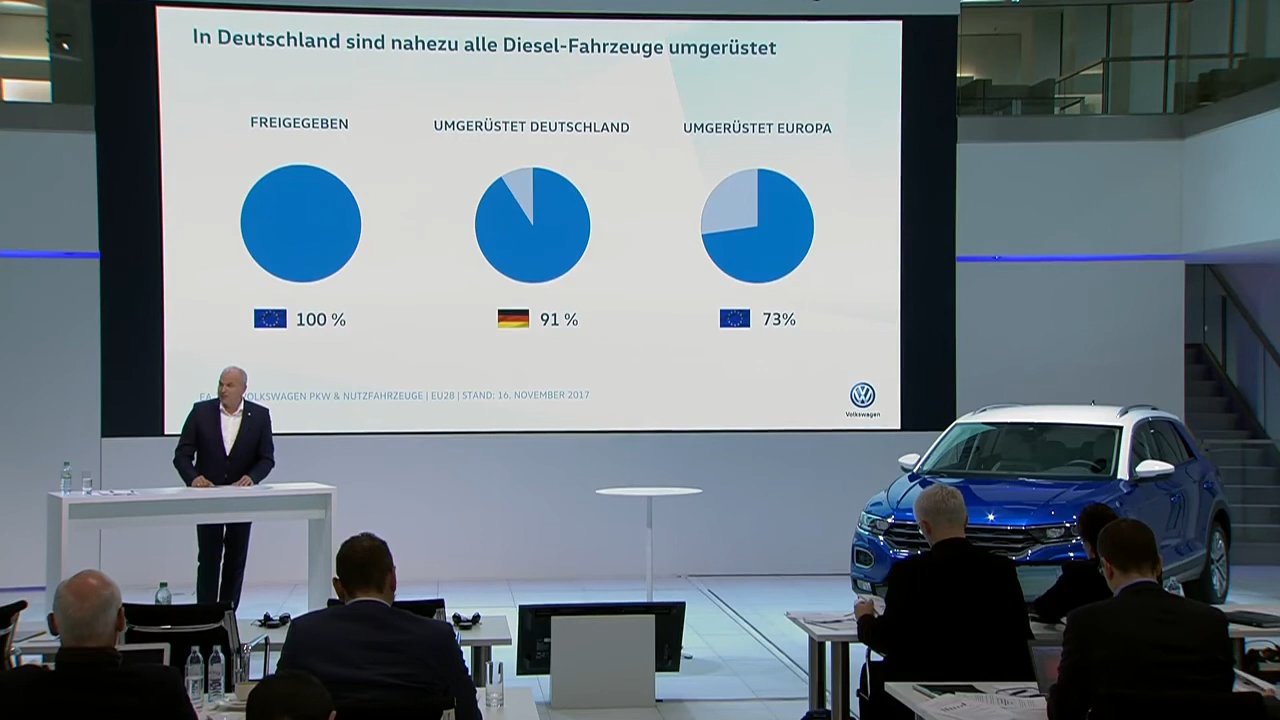 In Deutschland sind nahezu alle Diesel-Fahrzeuge umgerüstet
FREIGEGEBEN
UMGERÜSTET DEUTSCHLAND
UMGERÜSTET EUROPA
100 %
91 %
73%
VOLKSWAGEN PKW & NUTZFAHRZEUGE | EU28 | STAND: 16. NOVEMBER 2017
Volkswagen